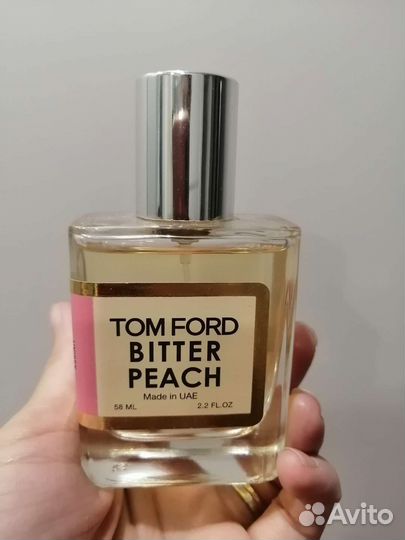 TOM FORD
BITTER
PEACH
Made in UAE
58 ML 2.2 FL.OZ
Avito